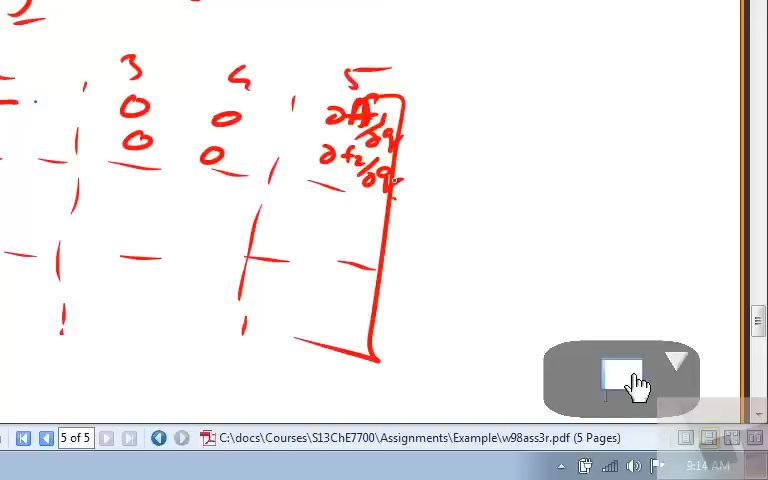 3 4 5
0 0 ∂f1/∂q
0 0 ∂f2/∂q
5 of 5 C:\docs\Courses\S13ChE7700\Assignments\Example\w98ass3r.pdf (5 Pages)
9:14 AM